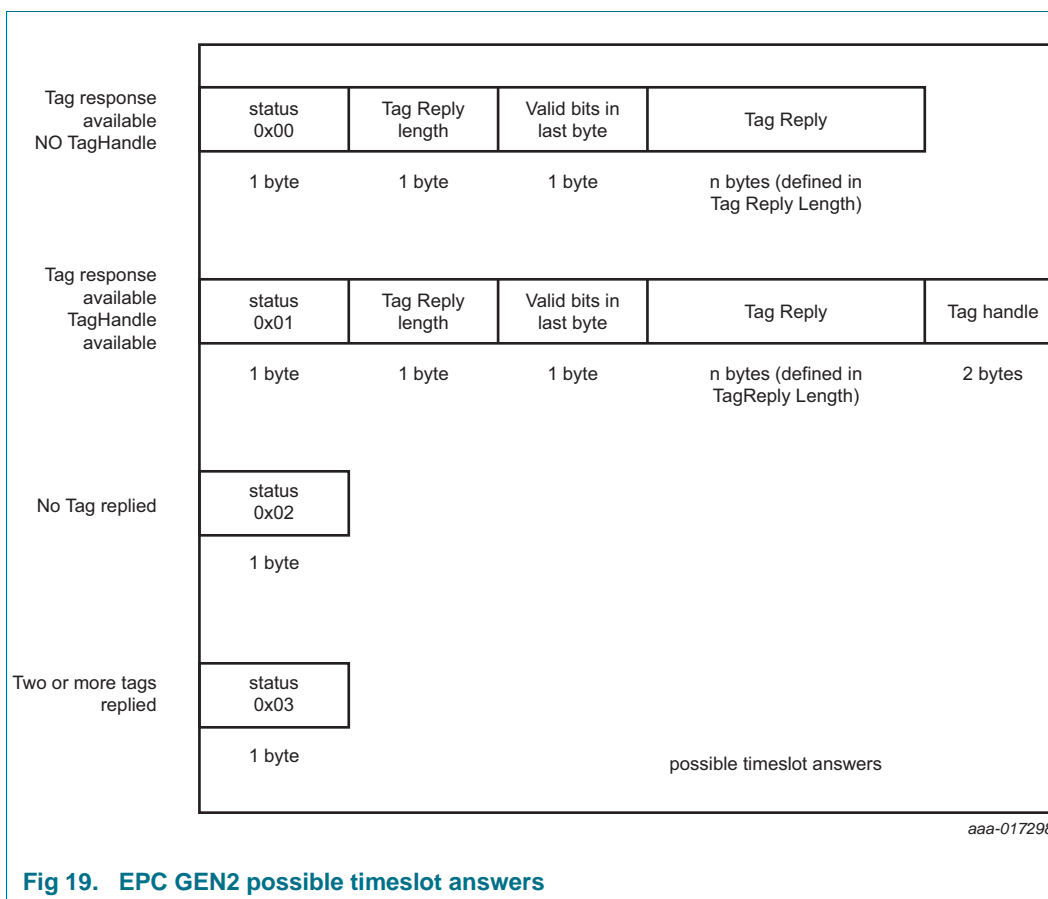 Tag response
available
NO TagHandle
status
0x00
Tag Reply
length
Valid bits in
last byte
Tag Reply
1 byte
1 byte
1 byte
n bytes (defined in
Tag Reply Length)
Tag response
available
TagHandle
available
status
0x01
Tag Reply
length
Valid bits in
last byte
Tag Reply
Tag handle
1 byte
1 byte
1 byte
n bytes (defined in
TagReply Length)
2 bytes
No Tag replied
status
0x02
1 byte
Two or more tags
replied
status
0x03
1 byte
possible timeslot answers
aaa-017298
Fig 19. EPC GEN2 possible timeslot answers